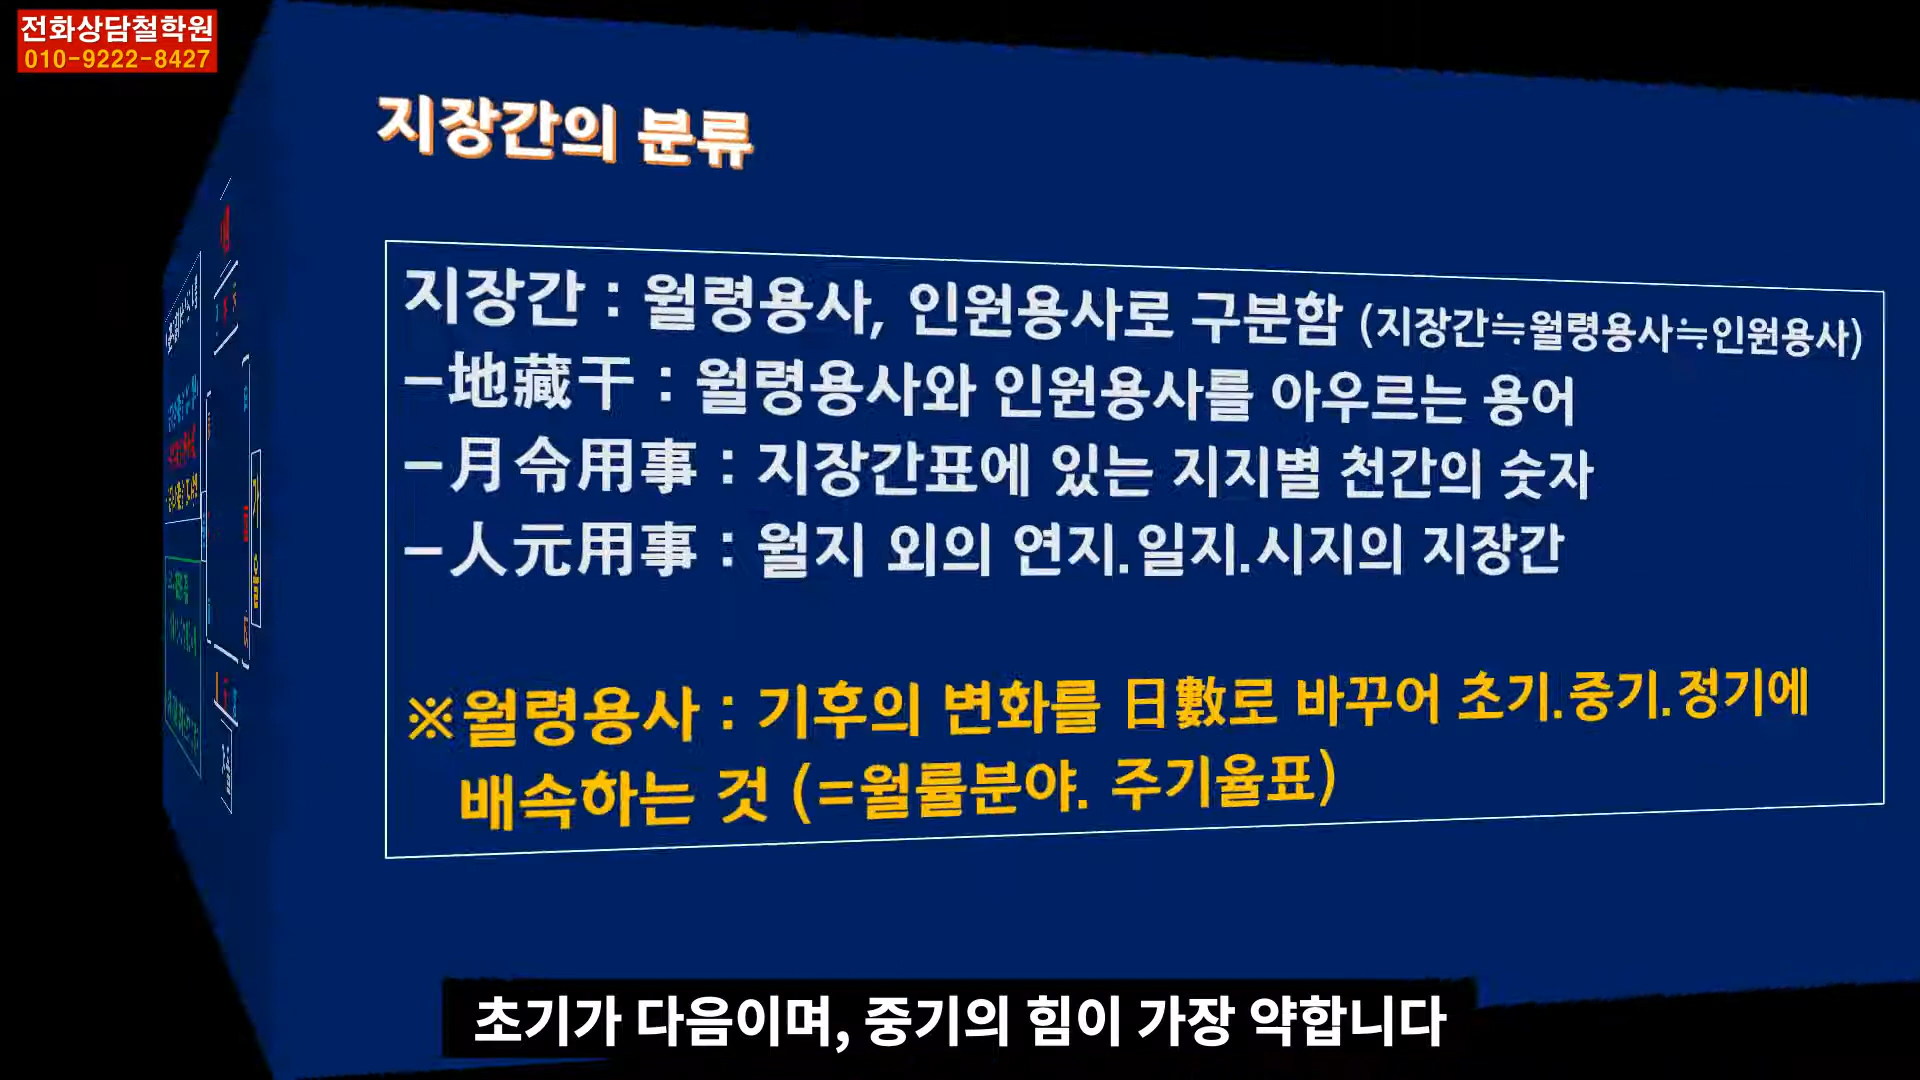 전화상담철학원
010-9222-8427
지장간의 분류
지장간 : 월령용사, 인원용사로 구분함 (지장간≒월령용사≒인원용사)
-地藏干 : 월령용사와 인원용사를 아우르는 용어
-月令用事 : 지장간표에 있는 지지별 천간의 숫자
-人元用事 : 월지 외의 연지.일지.시지의 지장간
※월령용사 : 기후의 변화를 日數로 바꾸어 초기.중기.정기에
배속하는 것 (=월률분야. 주기율표)
초기가 다음이며, 중기의 힘이 가장 약합니다